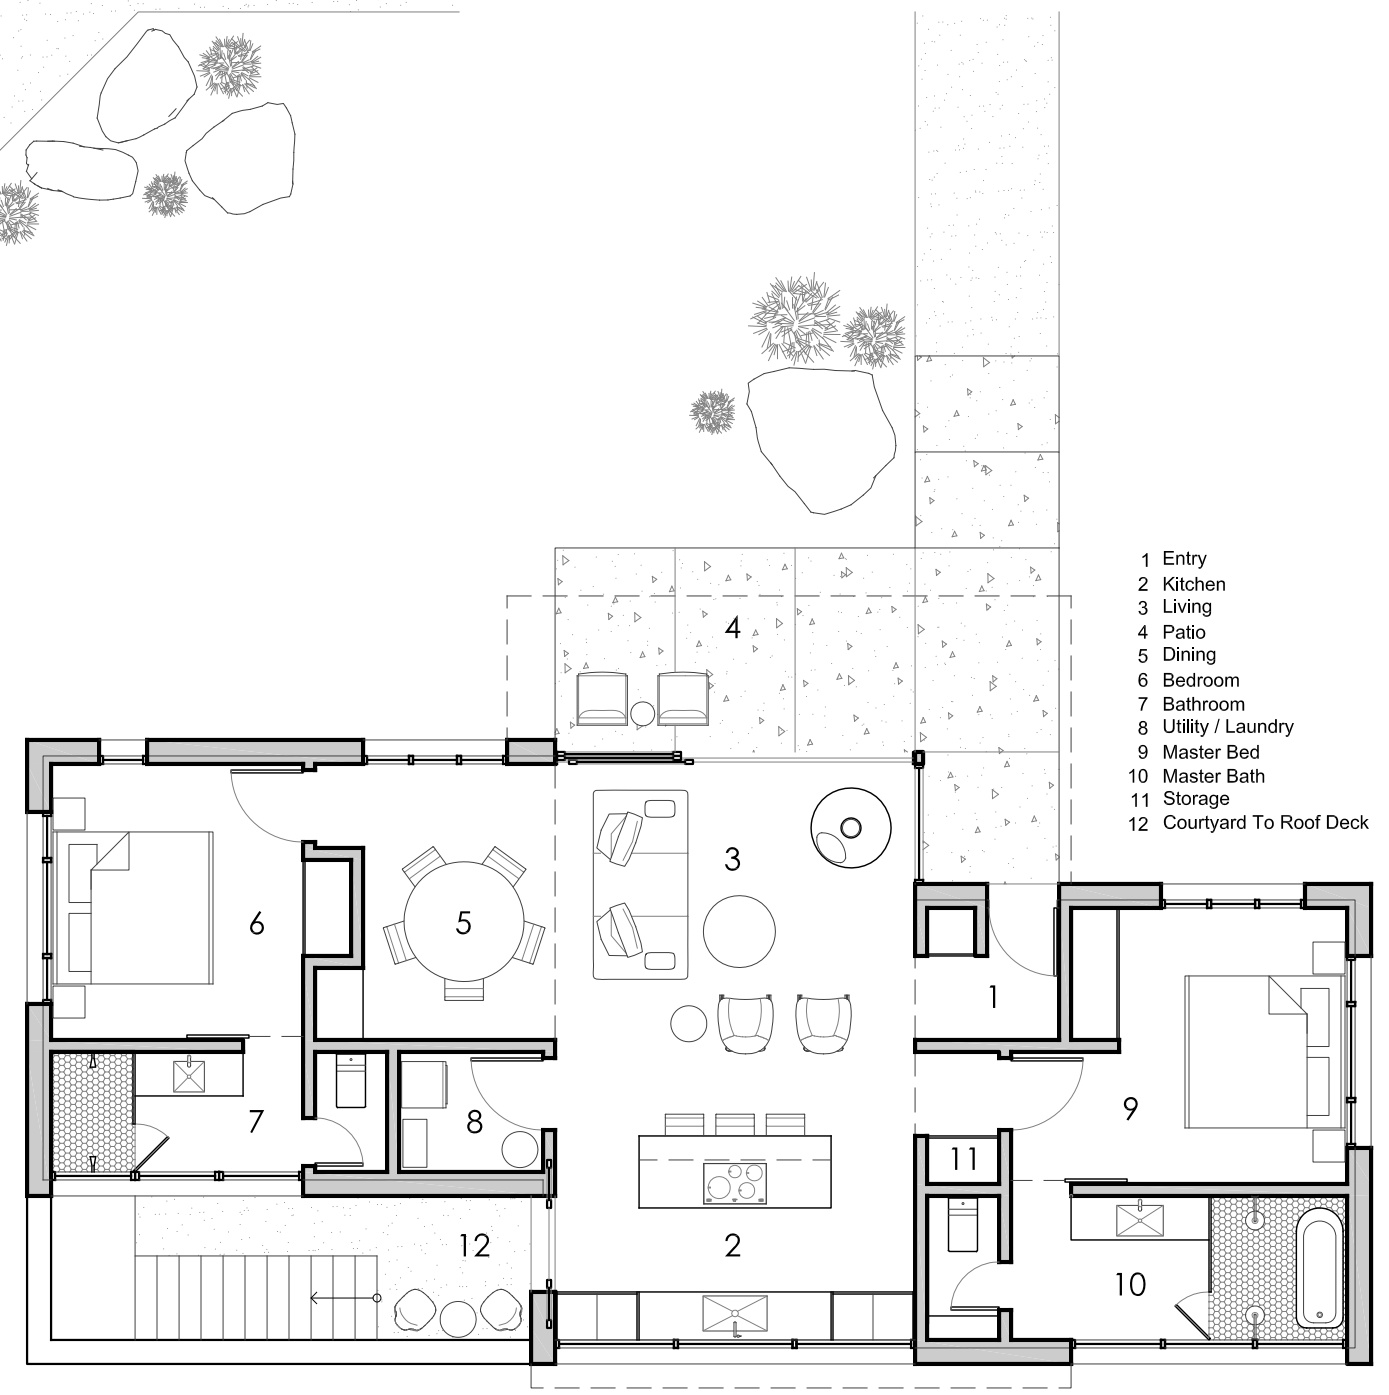 1 Entry
2 Kitchen
3 Living
4 Patio
5 Dining
6 Bedroom
7 Bathroom
8 Utility / Laundry
9 Master Bed
10 Master Bath
11 Storage
12 Courtyard To Roof Deck
4
3
6
5
1
9
7
8
11
12
2
10